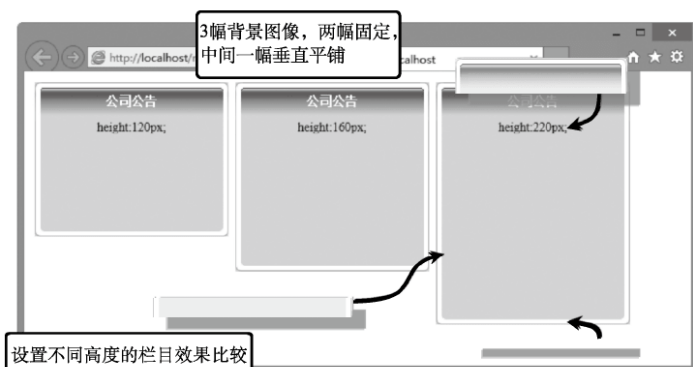 3幅背景图像，两幅固定，
中间一幅垂直平铺
http://localhost/
calhost
公司公告
height:120px;
公司公告
height:160px;
公司公告
height:220px;
设置不同高度的栏目效果比较